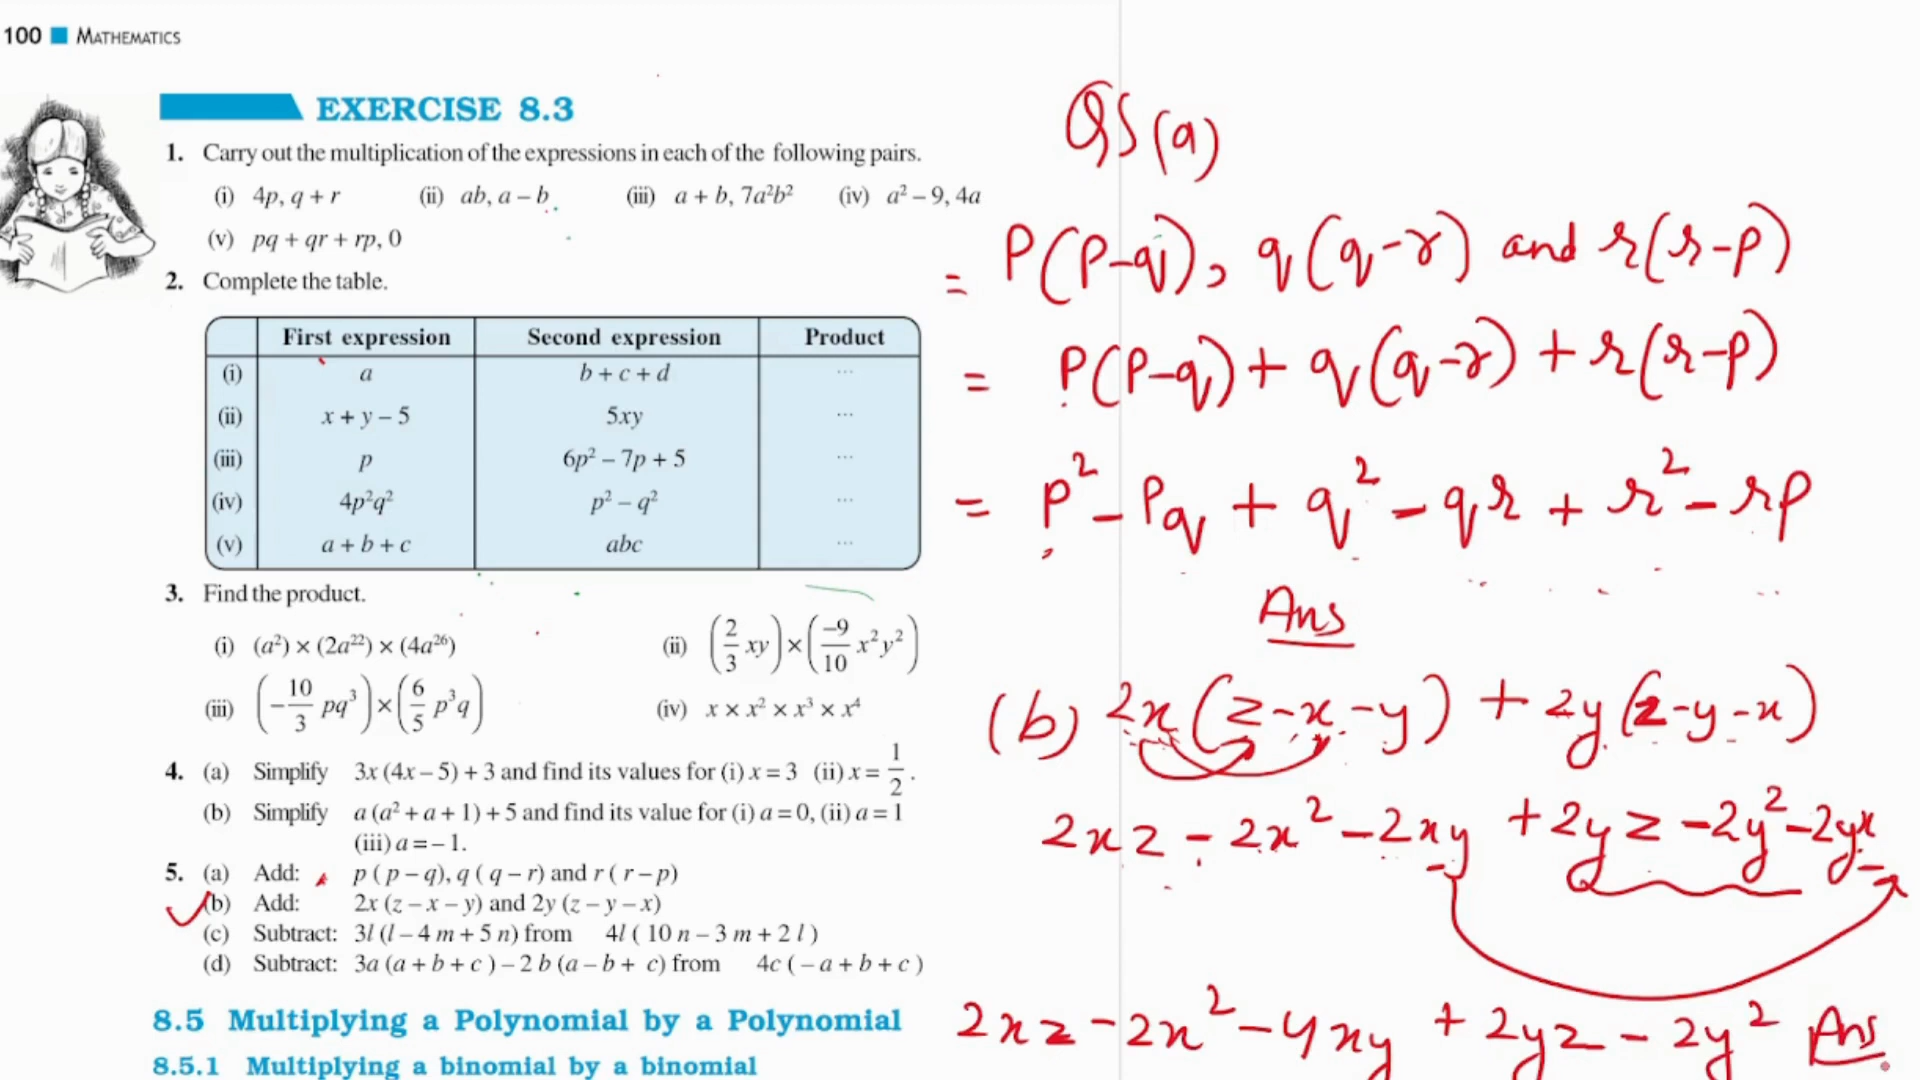 100 MATHEMATICS
EXERCISE 8.3
1. Carry out the multiplication of the expressions in each of the following pairs.
(i) 4p, q + r (ii) ab, a – b (iii) a + b, 7a²b² (iv) a² – 9, 4a
(v) pq + qr + rp, 0
2. Complete the table.
First expression Second expression Product
(i) a b + c + d ...
(ii) x + y – 5 5xy ...
(iii) p 6p² – 7p + 5 ...
(iv) 4p²q² p² – q² ...
(v) a + b + c abc ...
3. Find the product.
(i) (a²) × (2a²²) × (4a²⁶) (ii) (2/3 xy) × (–9/10 x²y²)
(iii) (–10/3 pq³) × (6/5 p³q) (iv) x × x² × x³ × x⁴
4. (a) Simplify 3x (4x – 5) + 3 and find its values for (i) x = 3 (ii) x = 1/2.
(b) Simplify a (a² + a + 1) + 5 and find its value for (i) a = 0, (ii) a = 1
(iii) a = – 1.
5. (a) Add: p ( p – q), q ( q – r) and r ( r – p)
(b) Add: 2x (z – x – y) and 2y (z – y – x)
(c) Subtract: 3l (l – 4 m + 5 n) from 4l ( 10 n – 3 m + 2 l )
(d) Subtract: 3a (a + b + c ) – 2 b (a – b + c) from 4c ( – a + b + c )
8.5 Multiplying a Polynomial by a Polynomial
8.5.1 Multiplying a binomial by a binomial
Q5 (a)
= P(P-q), q(q-r) and r(r-p)
= P(P-q) + q(q-r) + r(r-p)
= p² - pq + q² - qr + r² - rp
Ans
(b) 2x(z-x-y) + 2y(z-y-x)
2xz - 2x² - 2xy + 2yz - 2y² - 2yx
2xz - 2x² - 4xy + 2yz - 2y² Ans